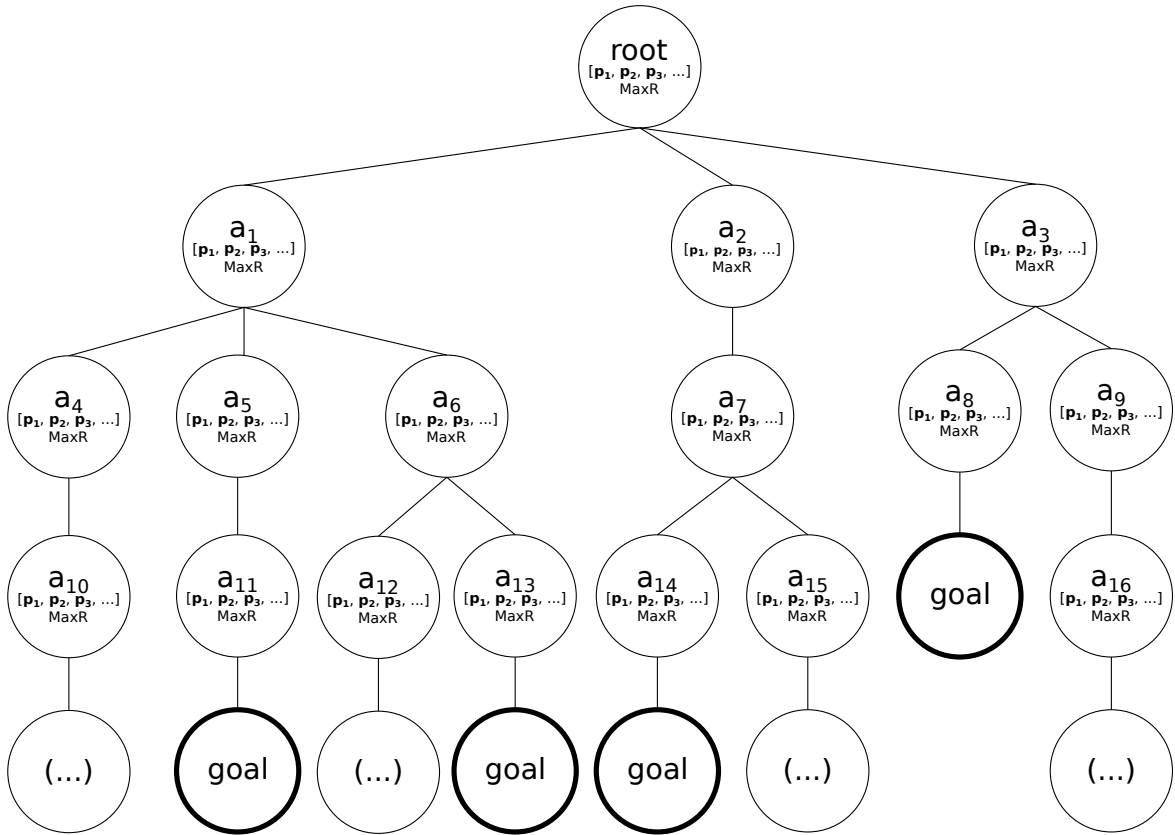 root
[p₁, p₂, p₃, ...]
MaxR
a₁
[p₁, p₂, p₃, ...]
MaxR
a₂
[p₁, p₂, p₃, ...]
MaxR
a₃
[p₁, p₂, p₃, ...]
MaxR
a₄
[p₁, p₂, p₃, ...]
MaxR
a₅
[p₁, p₂, p₃, ...]
MaxR
a₆
[p₁, p₂, p₃, ...]
MaxR
a₇
[p₁, p₂, p₃, ...]
MaxR
a₈
[p₁, p₂, p₃, ...]
MaxR
a₉
[p₁, p₂, p₃, ...]
MaxR
a₁₀
[p₁, p₂, p₃, ...]
MaxR
a₁₁
[p₁, p₂, p₃, ...]
MaxR
a₁₂
[p₁, p₂, p₃, ...]
MaxR
a₁₃
[p₁, p₂, p₃, ...]
MaxR
a₁₄
[p₁, p₂, p₃, ...]
MaxR
a₁₅
[p₁, p₂, p₃, ...]
MaxR
goal
a₁₆
[p₁, p₂, p₃, ...]
MaxR
(...)
goal
(...)
goal
goal
(...)
(...)